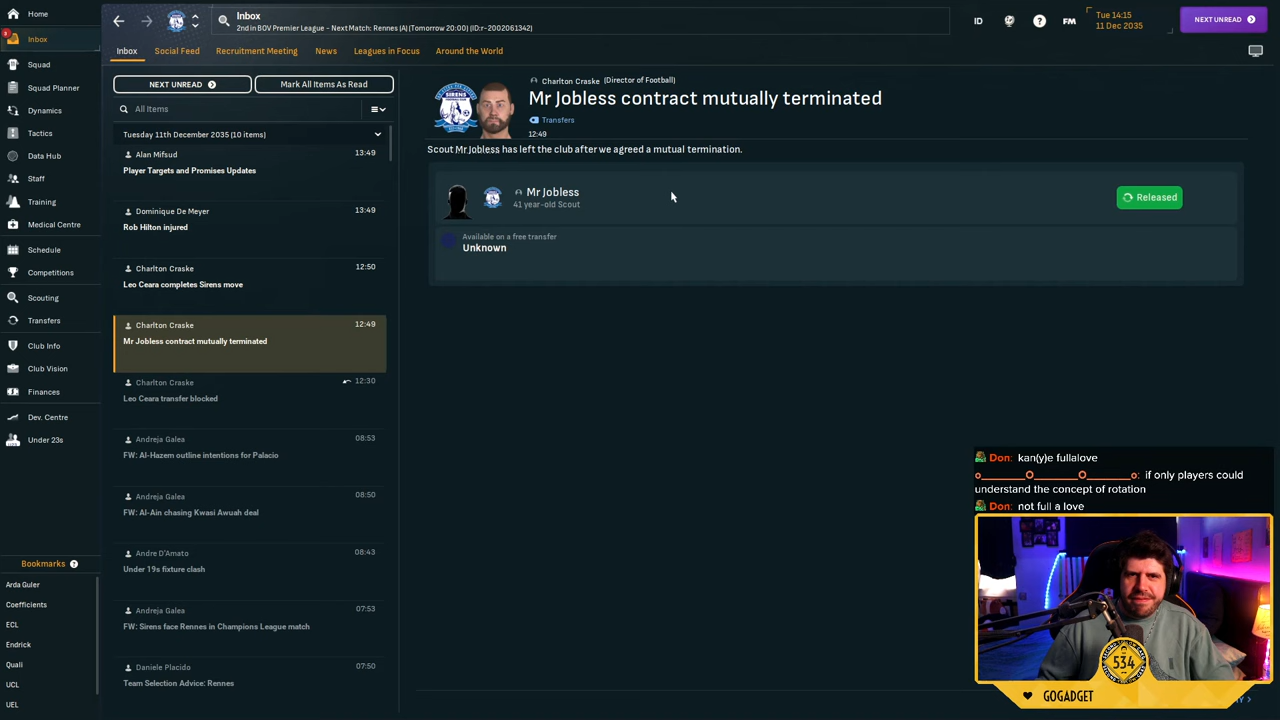 Home
Inbox
Squad
Squad Planner
Dynamics
Tactics
Data Hub
Staff
Training
Medical Centre
Schedule
Competitions
Scouting
Transfers
Club Info
Club Vision
Finances
Dev. Centre
Under 23s
Bookmarks ?
Arda Guler
Coefficients
ECL
Endrick
Quali
UCL
UEL
Inbox
2nd in BOV Premier League - Next Match: Rennes (A) (Tomorrow 20:00) (ID:r-2002061342)
ID
?
FM
Tue 14:15
11 Dec 2035
NEXT UNREAD
Inbox
Social Feed
Recruitment Meeting
News
Leagues in Focus
Around the World
NEXT UNREAD
Mark All Items As Read
All Items
Tuesday 11th December 2035 (10 items)
Alan Mifsud 13:49
Player Targets and Promises Updates
Dominique De Meyer 13:49
Rob Hilton injured
Charlton Craske 12:50
Leo Ceara completes Sirens move
Charlton Craske 12:49
Mr Jobless contract mutually terminated
Charlton Craske 12:30
Leo Ceara transfer blocked
Andreja Galea 08:53
FW: Al-Hazem outline intentions for Palacio
Andreja Galea 08:50
FW: Al-Ain chasing Kwasi Awuah deal
Andre D'Amato 08:43
Under 19s fixture clash
Andreja Galea 07:53
FW: Sirens face Rennes in Champions League match
Daniele Placido 07:50
Team Selection Advice: Rennes
SIRENS
Charlton Craske (Director of Football)
Mr Jobless contract mutually terminated
Transfers
12:49
Scout Mr Jobless has left the club after we agreed a mutual termination.
Mr Jobless
41 year-old Scout
Released
Available on a free transfer
Unknown
Don: kan(y)e fullalove
o______O______O______o: if only players could
understand the concept of rotation
Don: not full a love
534
GOGADGET